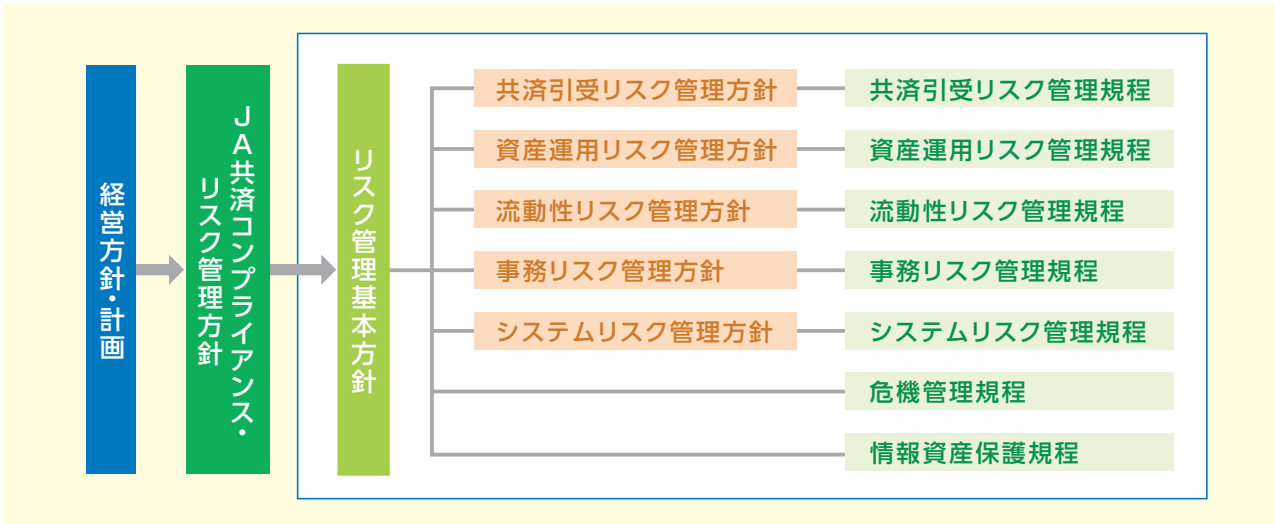 経営方針・計画
JA共済コンプライアンス・
リスク管理方針
リスク管理基本方針
共済引受リスク管理方針
共済引受リスク管理規程
資産運用リスク管理方針
資産運用リスク管理規程
流動性リスク管理方針
流動性リスク管理規程
事務リスク管理方針
事務リスク管理規程
システムリスク管理方針
システムリスク管理規程
危機管理規程
情報資産保護規程